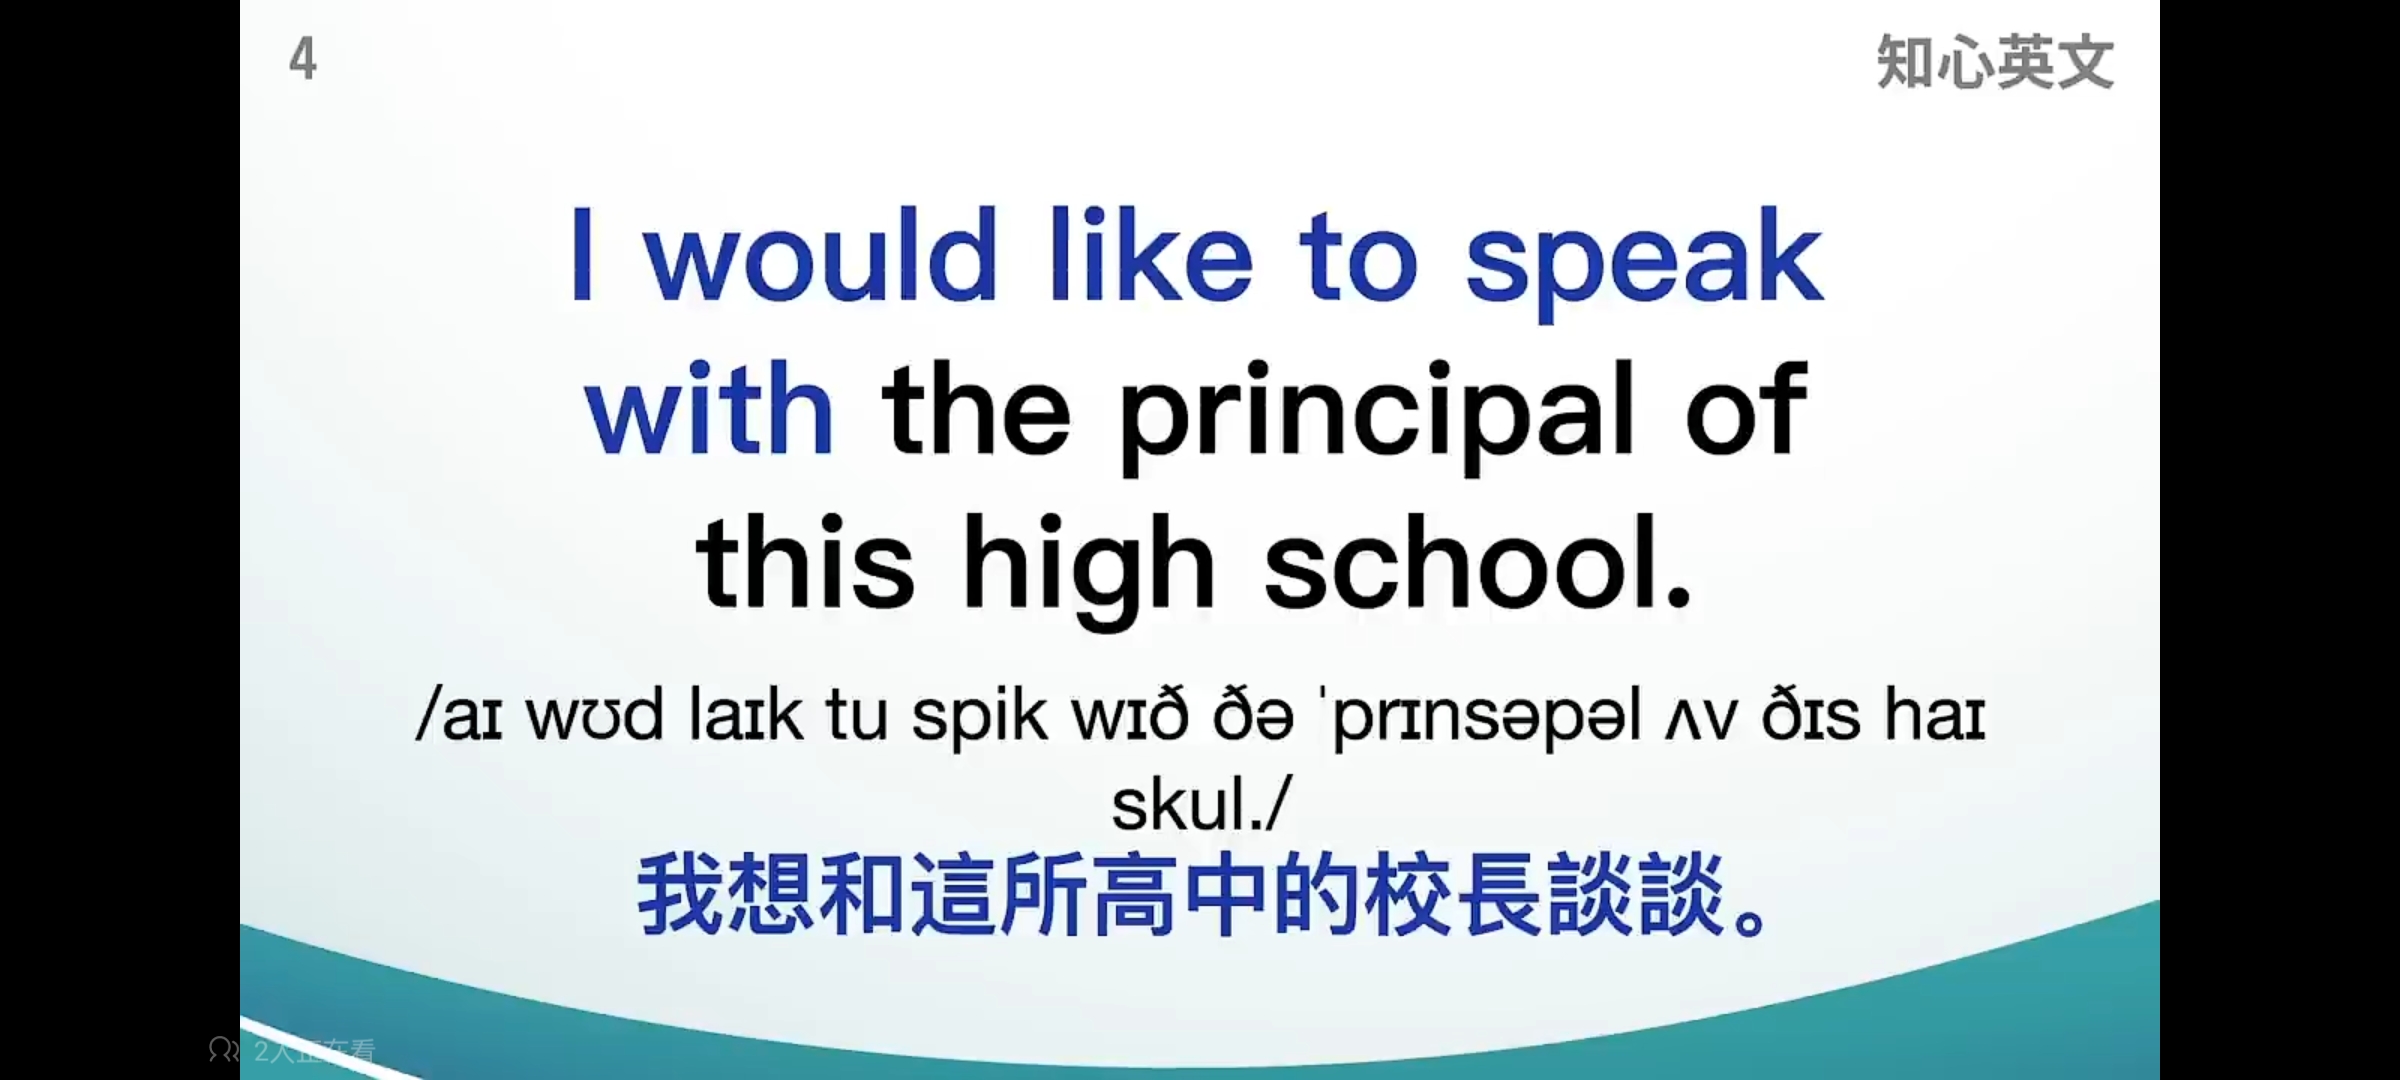 4
知心英文
I would like to speak
with the principal of
this high school.
/aɪ wʊd laɪk tu spik wɪð ðə ˈprɪnsəpəl ʌv ðɪs haɪ
skul./
我想和這所高中的校長談談。
2人正在看